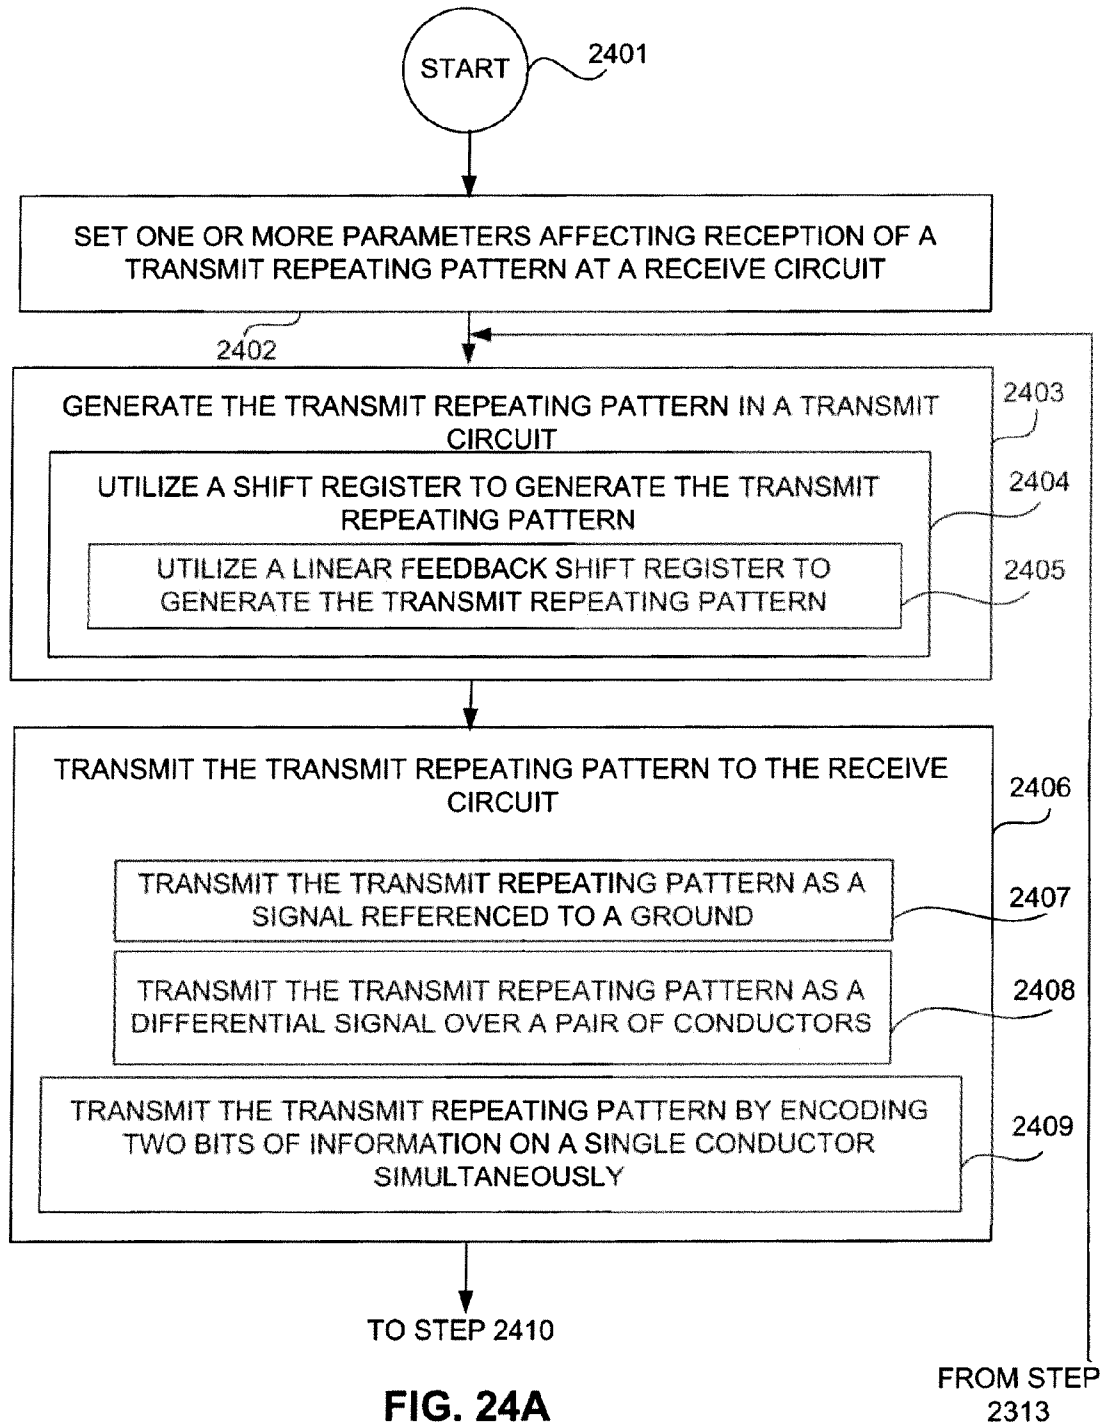 START
2401
SET ONE OR MORE PARAMETERS AFFECTING RECEPTION OF A
TRANSMIT REPEATING PATTERN AT A RECEIVE CIRCUIT
2402
GENERATE THE TRANSMIT REPEATING PATTERN IN A TRANSMIT
CIRCUIT
2403
UTILIZE A SHIFT REGISTER TO GENERATE THE TRANSMIT
REPEATING PATTERN
2404
UTILIZE A LINEAR FEEDBACK SHIFT REGISTER TO
GENERATE THE TRANSMIT REPEATING PATTERN
2405
TRANSMIT THE TRANSMIT REPEATING PATTERN TO THE RECEIVE
CIRCUIT
2406
TRANSMIT THE TRANSMIT REPEATING PATTERN AS A
SIGNAL REFERENCED TO A GROUND
2407
TRANSMIT THE TRANSMIT REPEATING PATTERN AS A
DIFFERENTIAL SIGNAL OVER A PAIR OF CONDUCTORS
2408
TRANSMIT THE TRANSMIT REPEATING PATTERN BY ENCODING
TWO BITS OF INFORMATION ON A SINGLE CONDUCTOR
SIMULTANEOUSLY
2409
TO STEP 2410
FROM STEP
2313
FIG. 24A